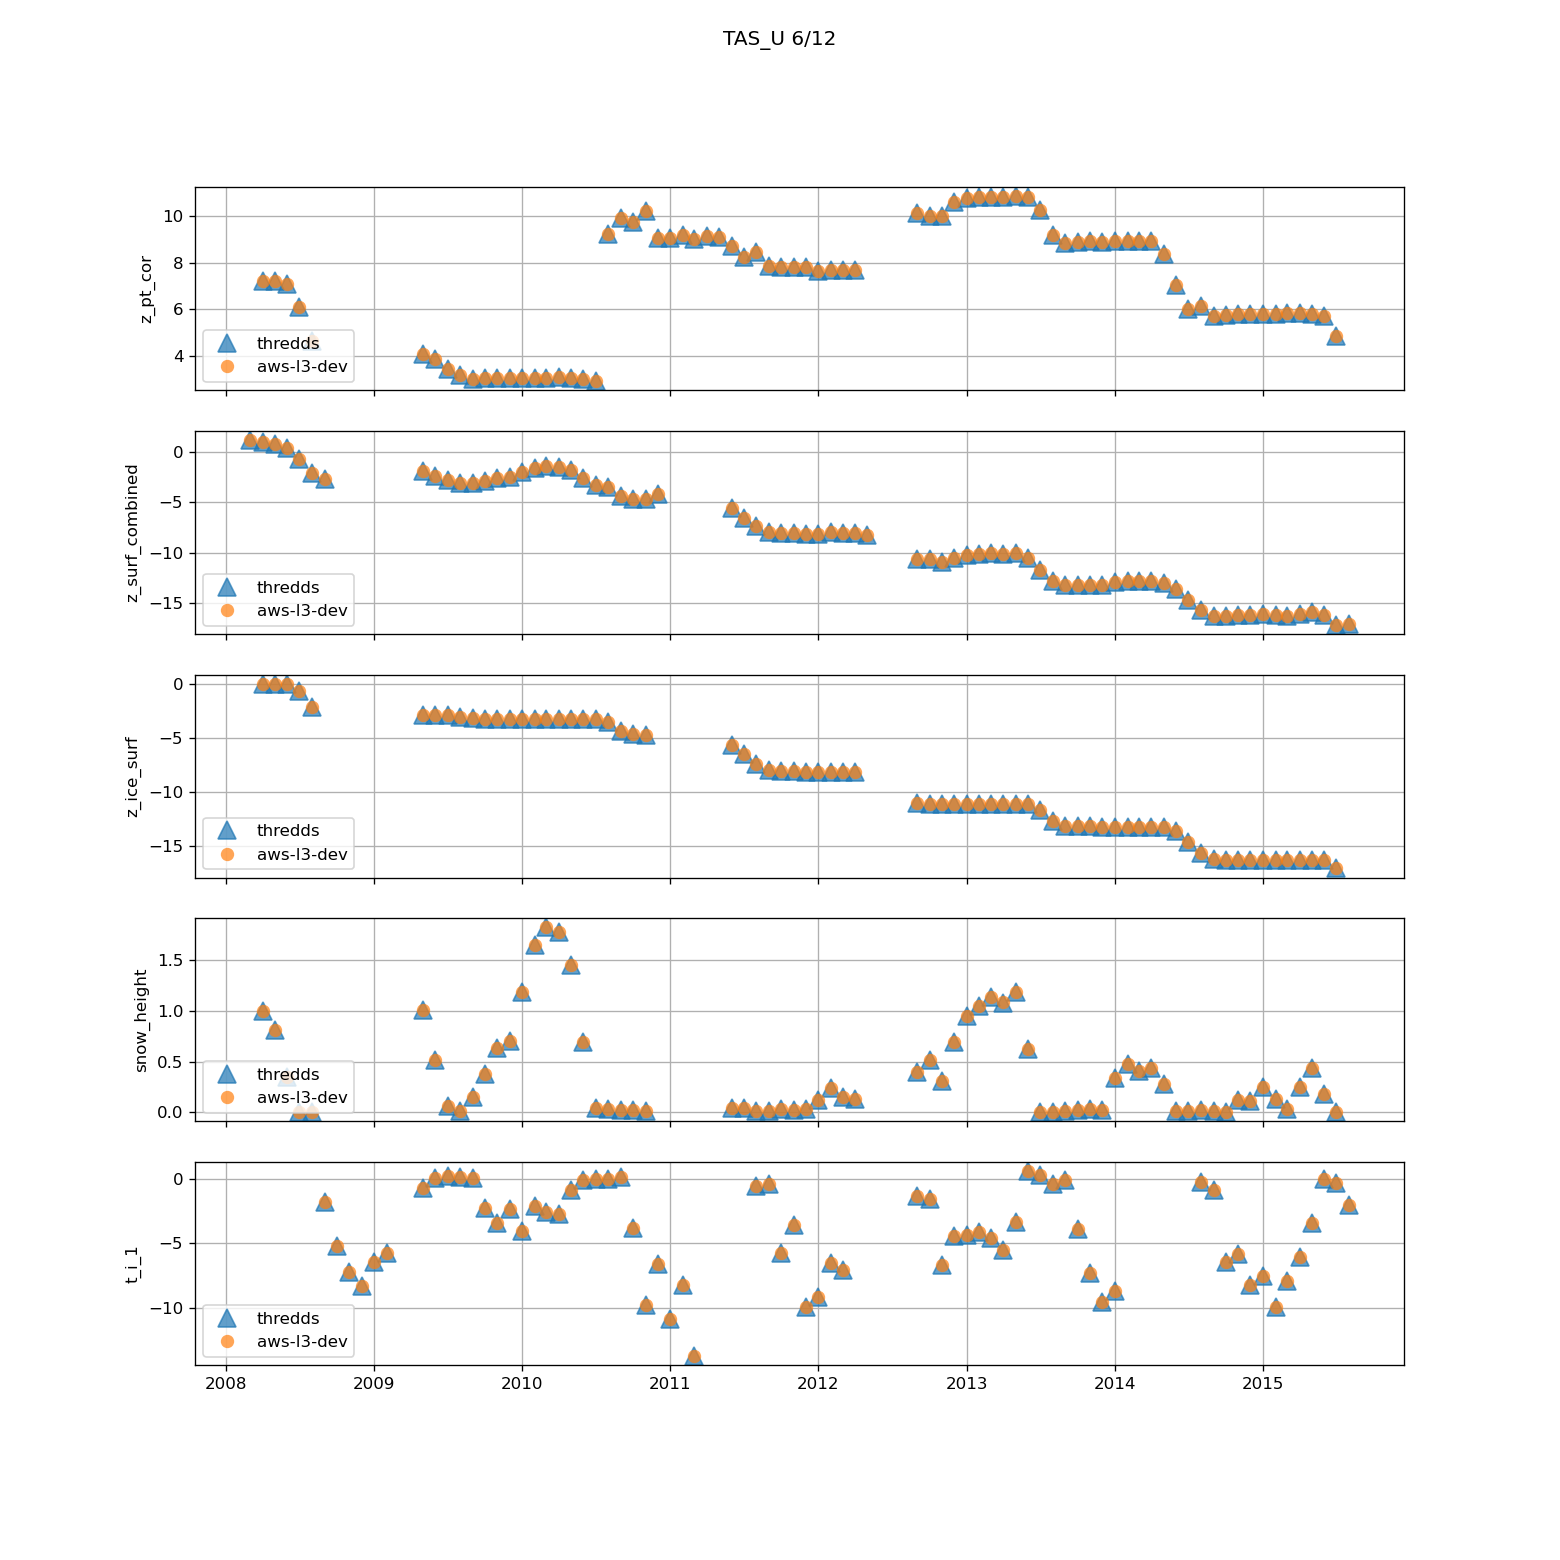 TAS_U 6/12
z_pt_cor
10
8
6
4
thredds
aws-l3-dev
z_surf_combined
0
−5
−10
−15
thredds
aws-l3-dev
z_ice_surf
0
−5
−10
−15
thredds
aws-l3-dev
snow_height
1.5
1.0
0.5
0.0
thredds
aws-l3-dev
t_i_1
0
−5
−10
thredds
aws-l3-dev
2008 2009 2010 2011 2012 2013 2014 2015